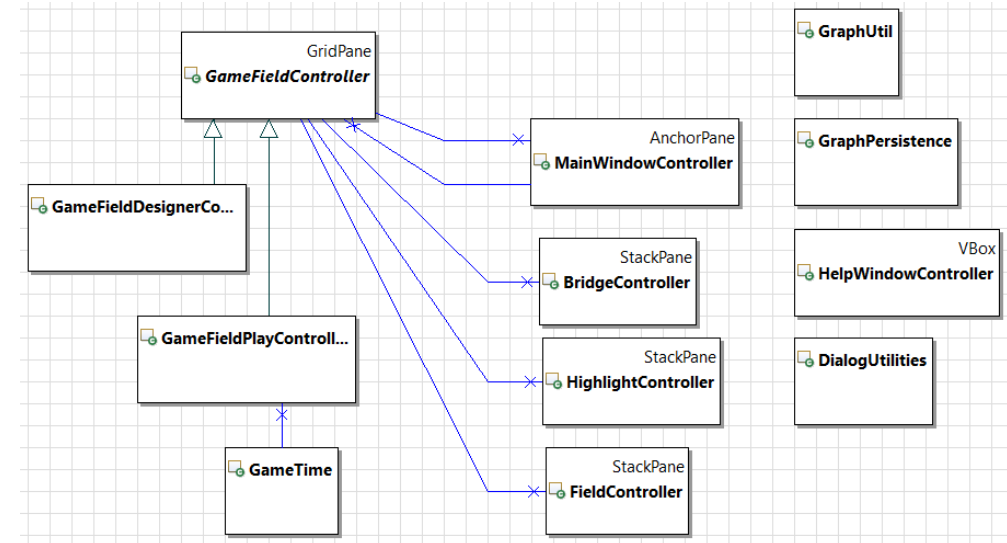 GridPane
GameFieldController
GameFieldDesignerCo...
GameFieldPlayControll...
GameTime
AnchorPane
MainWindowController
StackPane
BridgeController
StackPane
HighlightController
StackPane
FieldController
GraphUtil
GraphPersistence
VBox
HelpWindowController
DialogUtilities